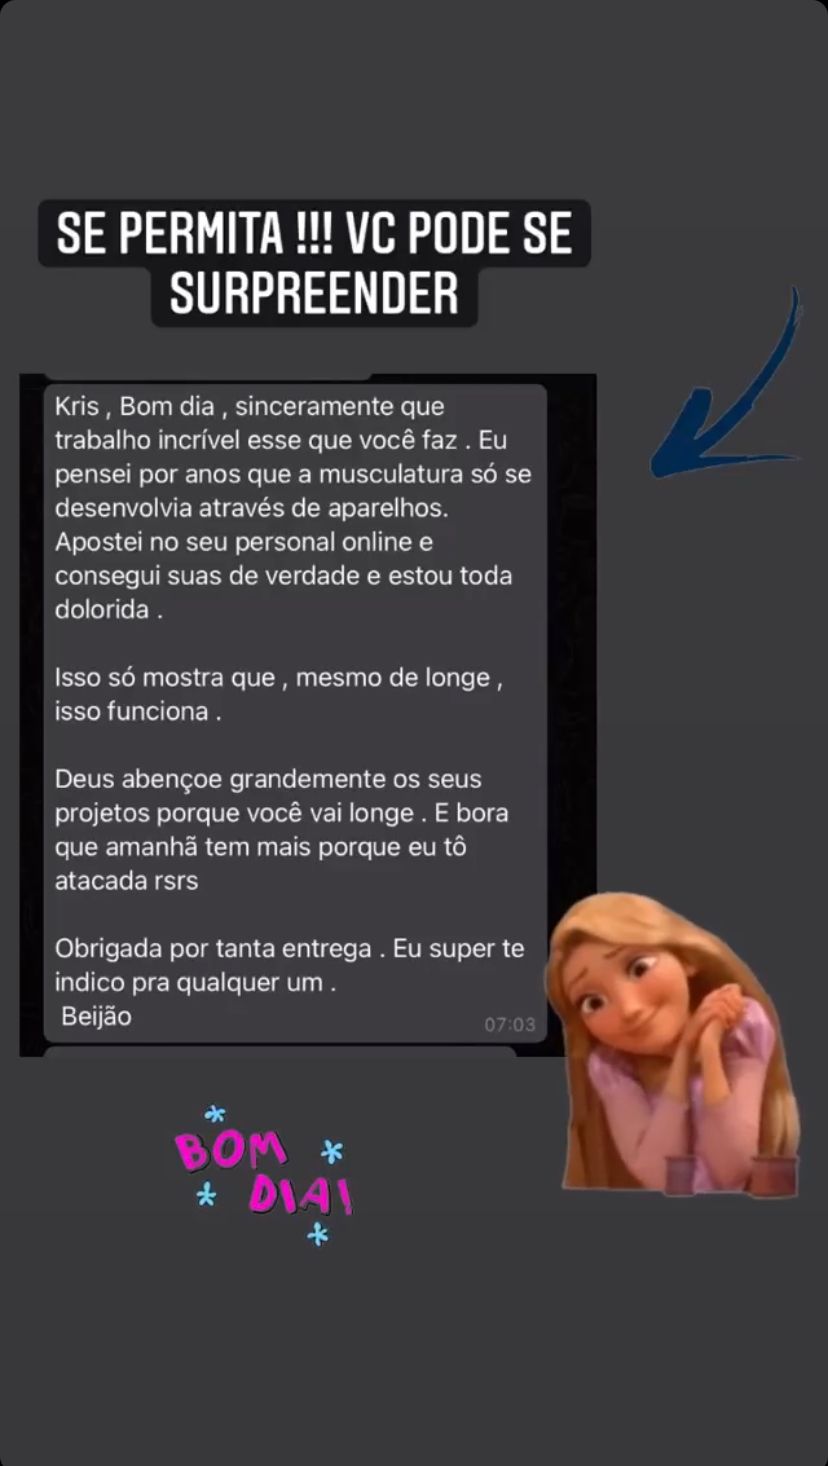 SE PERMITA !!! VC PODE SE
SURPREENDER
Kris , Bom dia , sinceramente que
trabalho incrível esse que você faz . Eu
pensei por anos que a musculatura só se
desenvolvia através de aparelhos.
Apostei no seu personal online e
consegui suas de verdade e estou toda
dolorida .
Isso só mostra que , mesmo de longe ,
isso funciona .
Deus abençoe grandemente os seus
projetos porque você vai longe . E bora
que amanhã tem mais porque eu tô
atacada rsrs
Obrigada por tanta entrega . Eu super te
indico pra qualquer um .
Beijão
07:03
BOM
DIA!